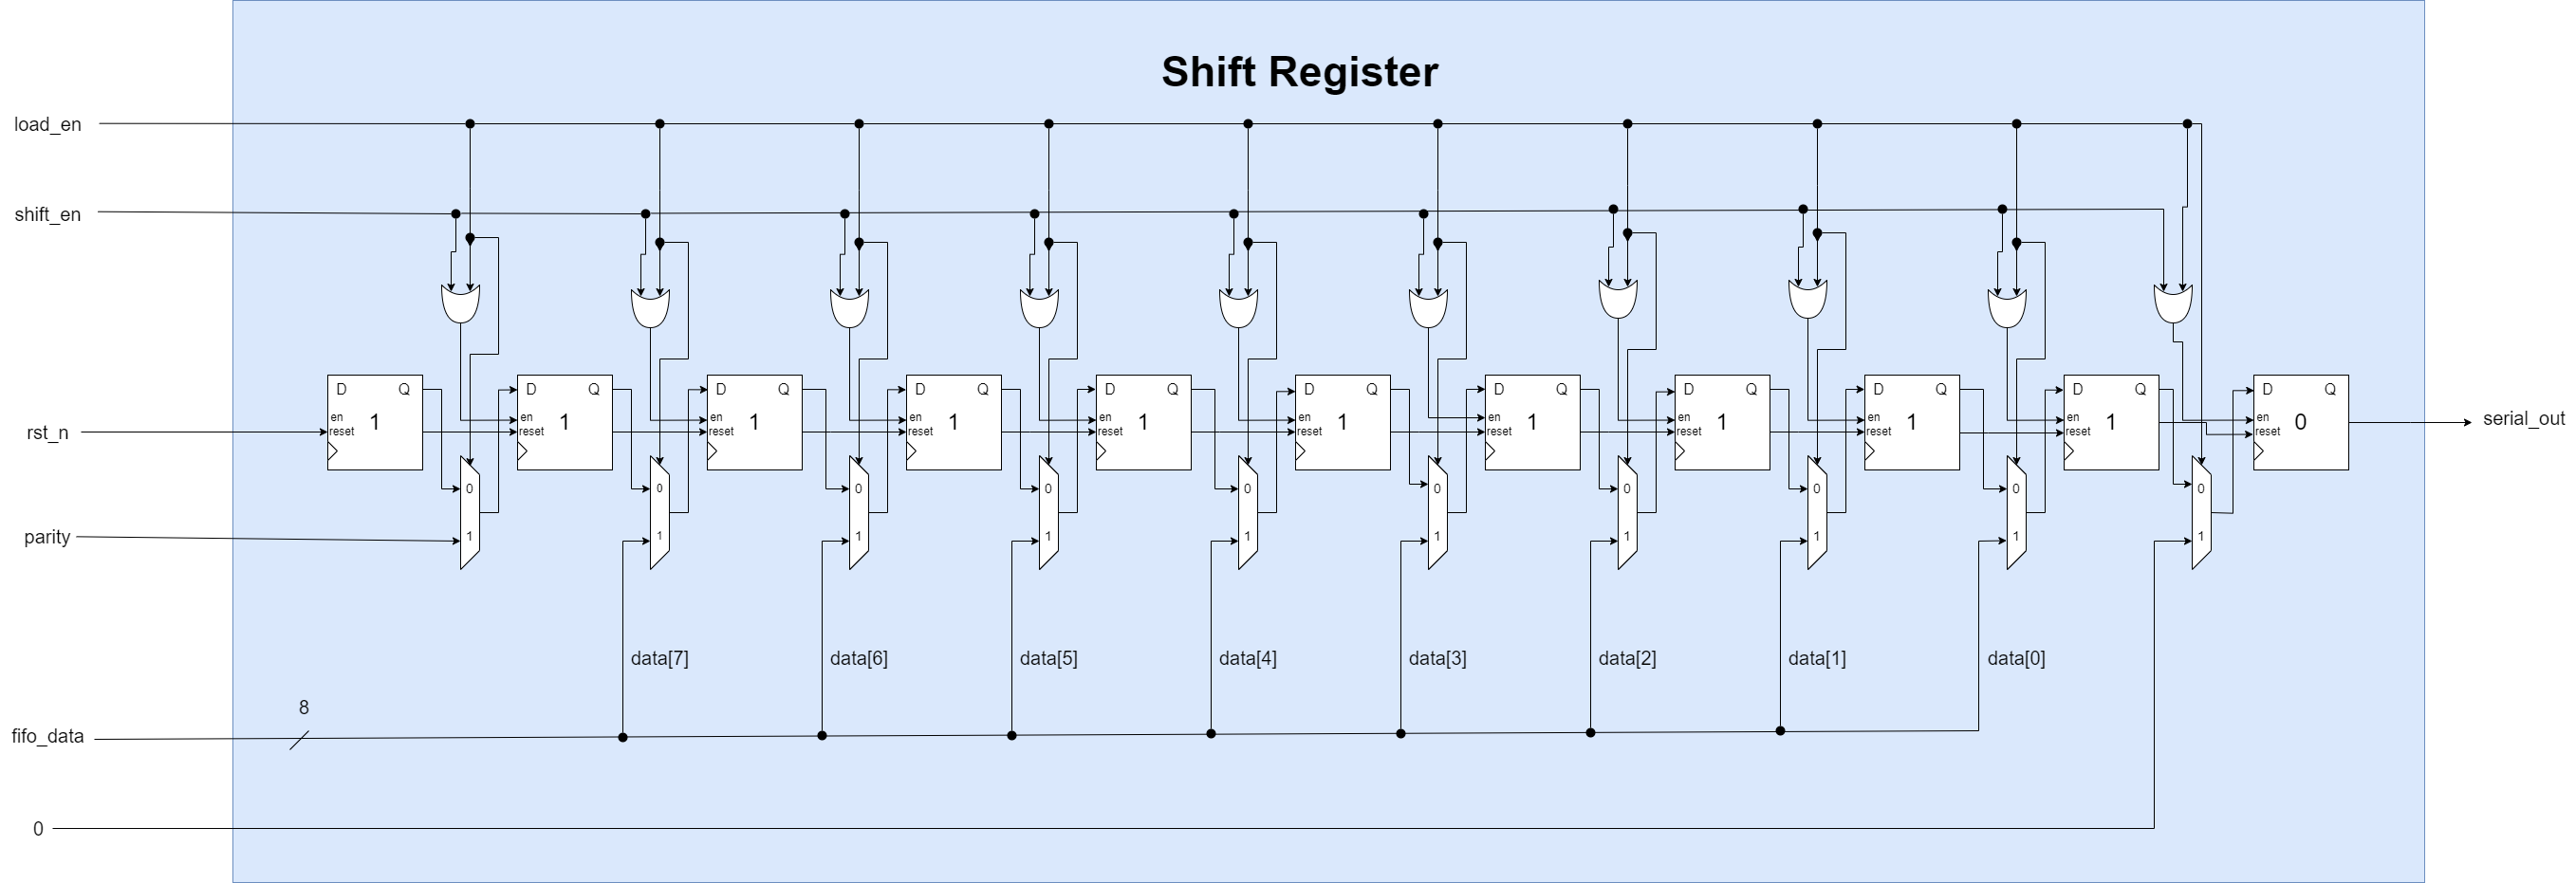 Shift Register
load_en
shift_en
D Q D Q D Q D Q D Q D Q D Q D Q D Q D Q D Q
en 1 en 1 en 1 en 1 en 1 en 1 en 1 en 1 en 1 en 1 en 0 serial_out
rst_n reset reset reset reset reset reset reset reset reset reset reset
0 0 0 0 0 0 0 0 0 0
parity 1 1 1 1 1 1 1 1 1 1
data[7] data[6] data[5] data[4] data[3] data[2] data[1] data[0]
8
fifo_data
0